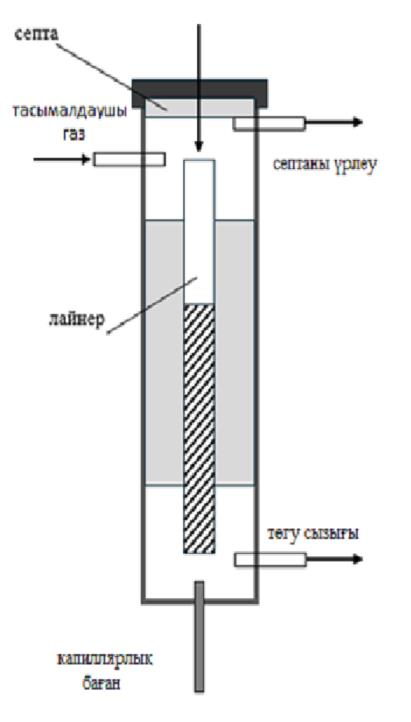 септа
тасымалдаушы
газ
септаны үрлеу
лайнер
төгу сызығы
капиллярлық
баған